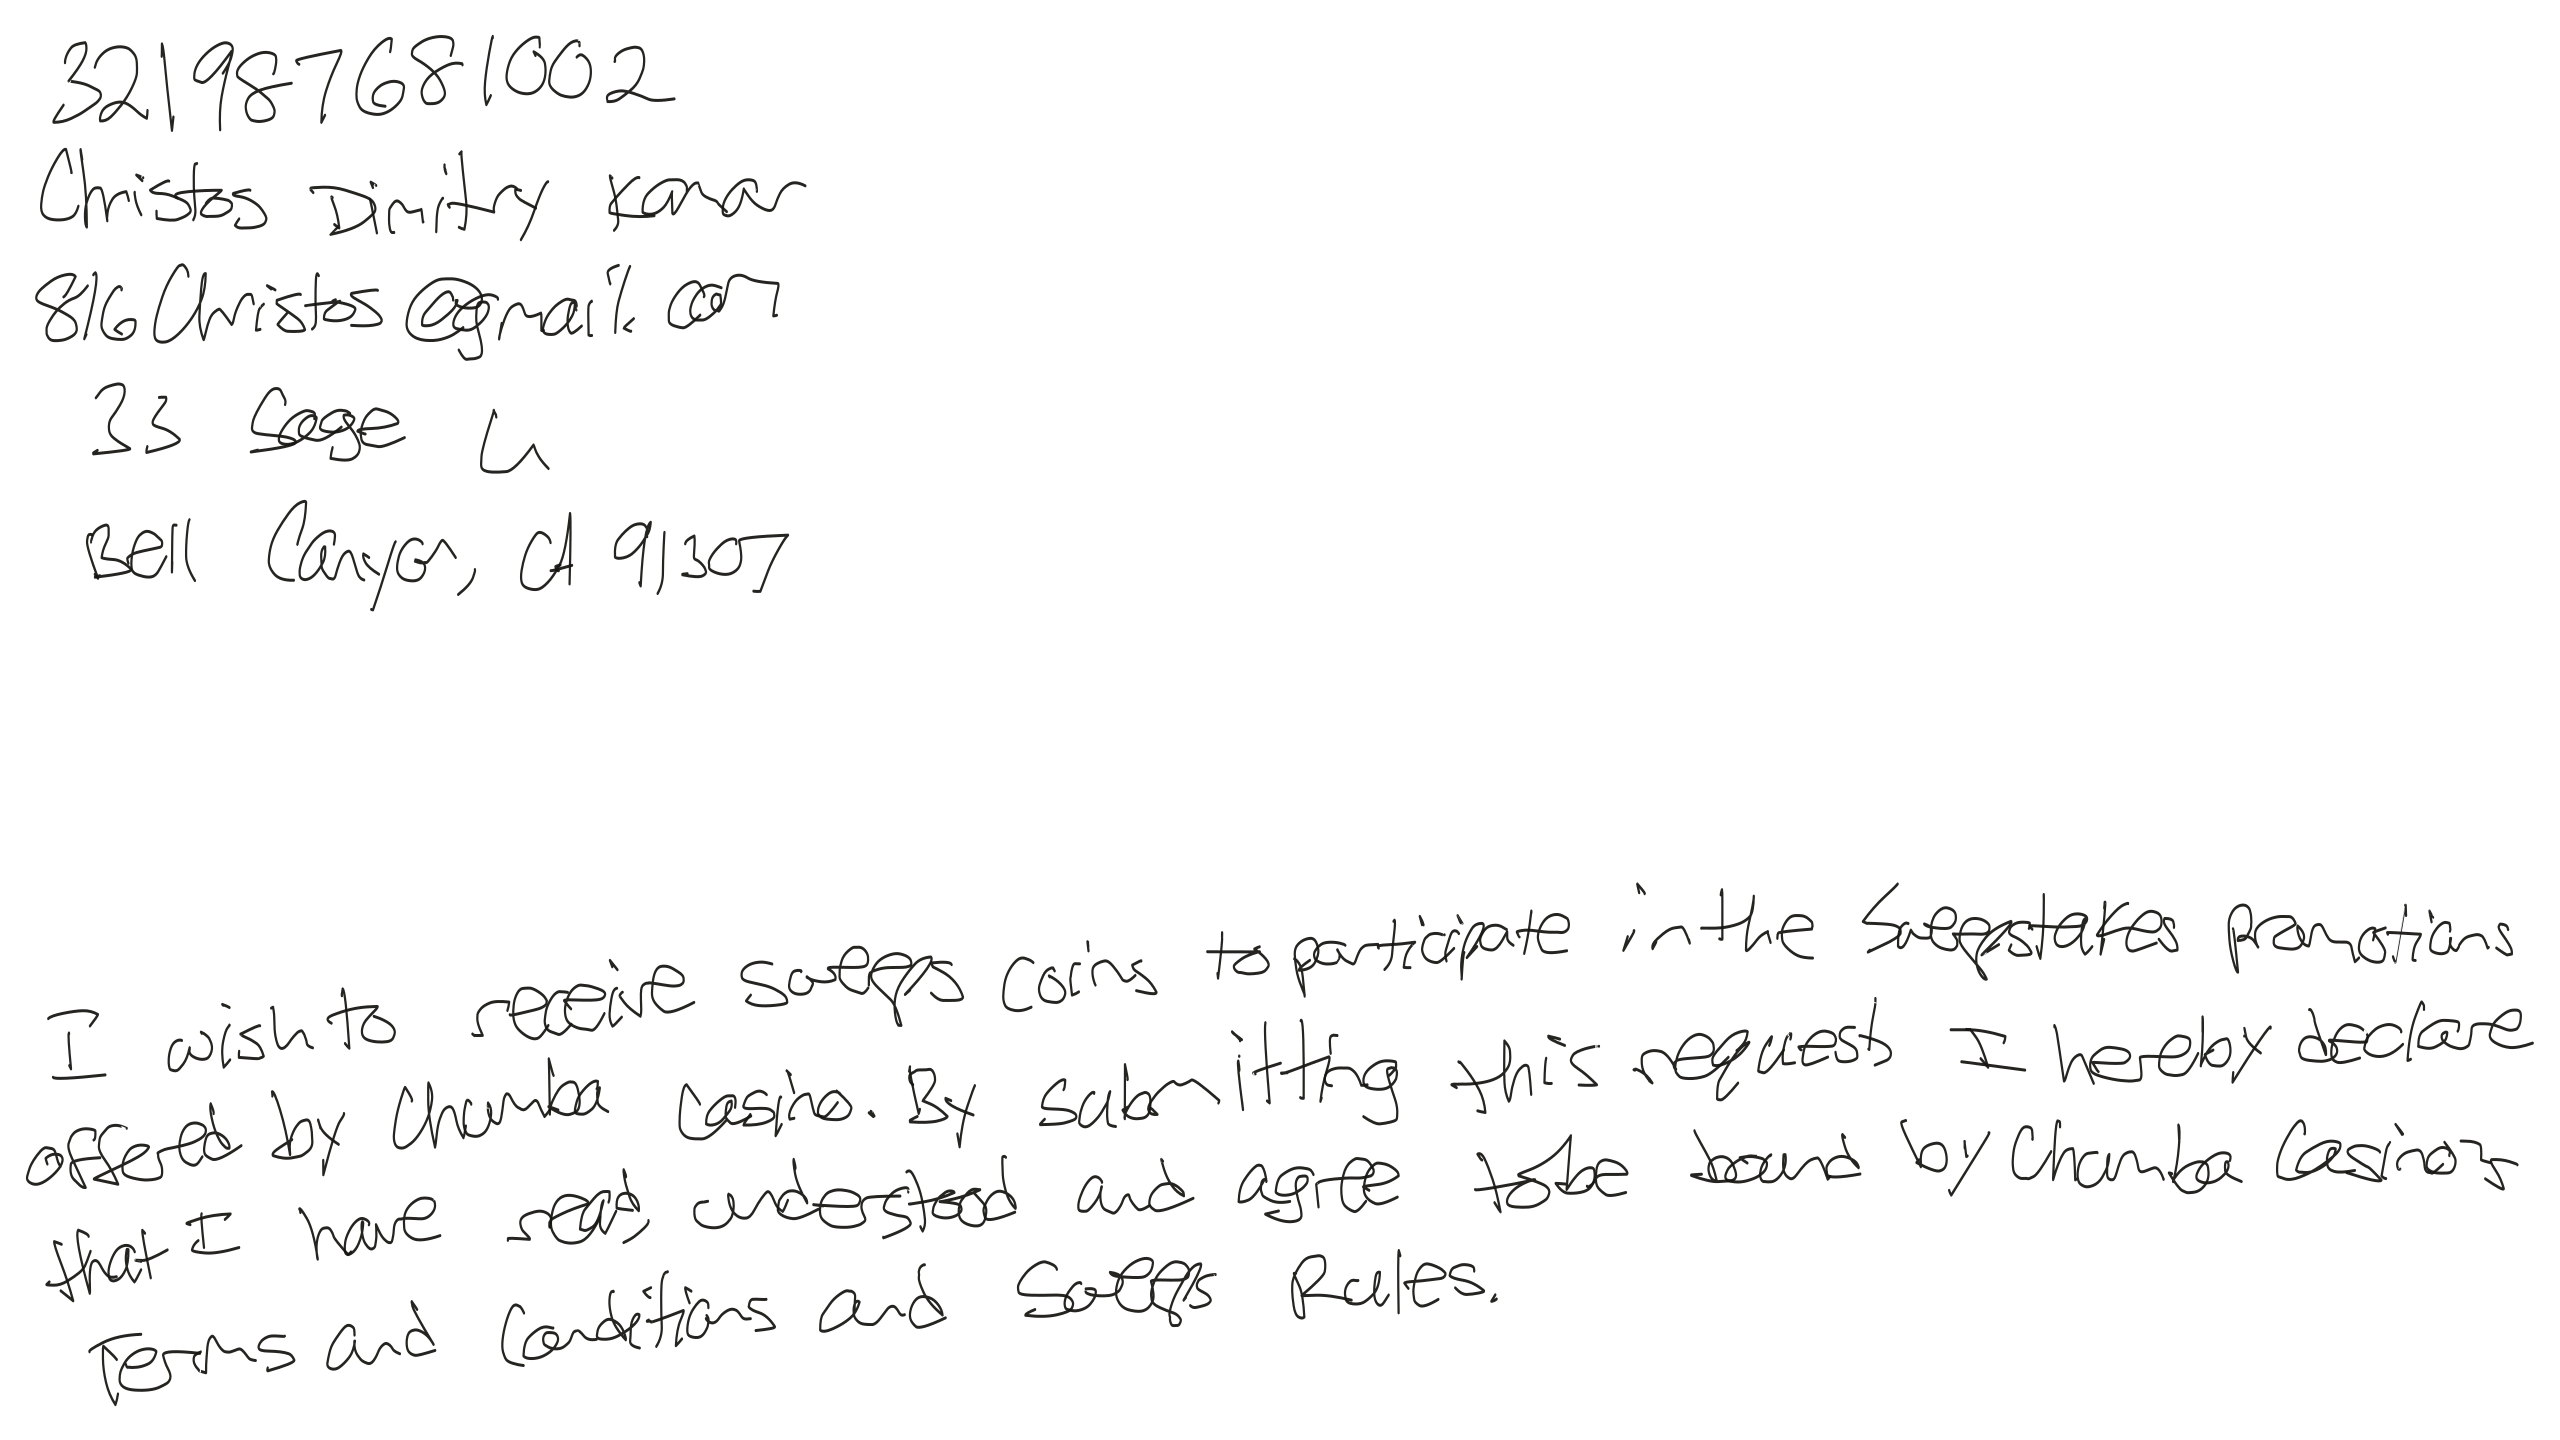 321987681002
Christos Dimitry Kanar
816Christos@gmail.com
33 Sage Ln
Bell Canyon, CA 91307
I wish to receive sweeps coins to participate in the Sweepstakes promotions
offered by Chumba Casino. By submitting this request I hereby declare
that I have read, understood and agree to be bound by Chumba Casino's
Terms and Conditions and Sweeps Rules.